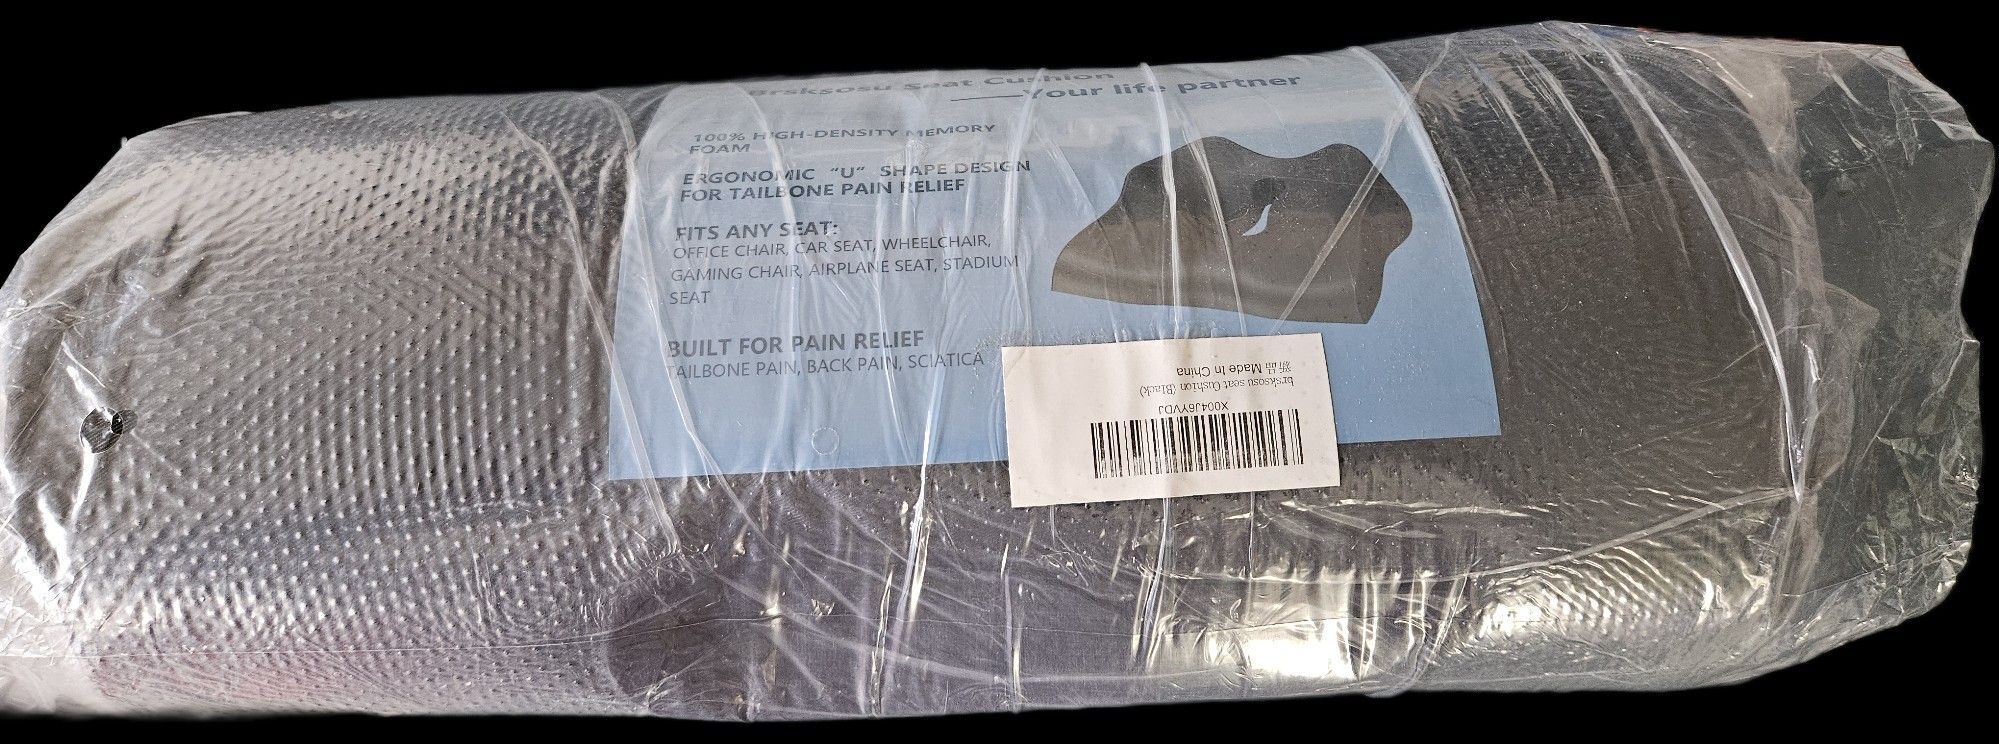 Brsksosu Seat Cushion
——Your life partner
100% HIGH-DENSITY MEMORY
FOAM
ERGONOMIC “U” SHAPE DESIGN
FOR TAILBONE PAIN RELIEF
FITS ANY SEAT:
OFFICE CHAIR, CAR SEAT, WHEELCHAIR,
GAMING CHAIR, AIRPLANE SEAT, STADIUM
SEAT
BUILT FOR PAIN RELIEF
TAILBONE PAIN, BACK PAIN, SCIATICA
X004J6YVDJ
brsksosu seat Cushion (Black)
新品 Made In China